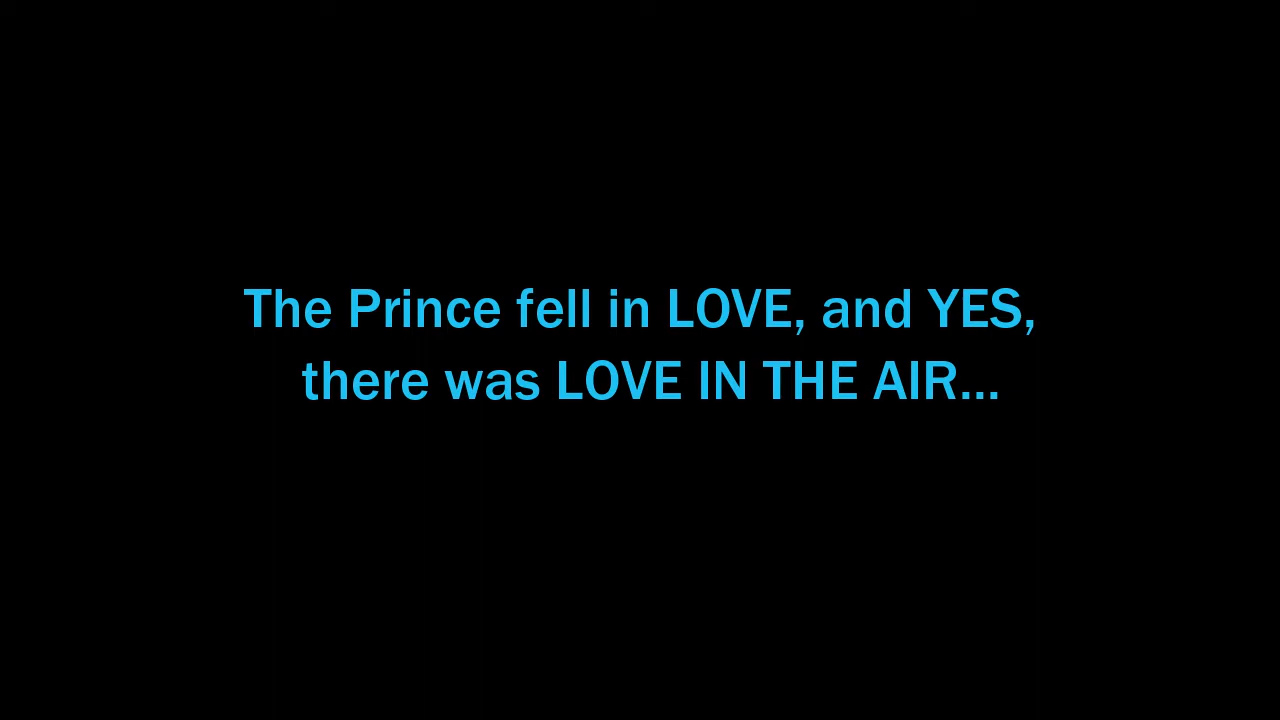 The Prince fell in LOVE, and YES,
there was LOVE IN THE AIR...